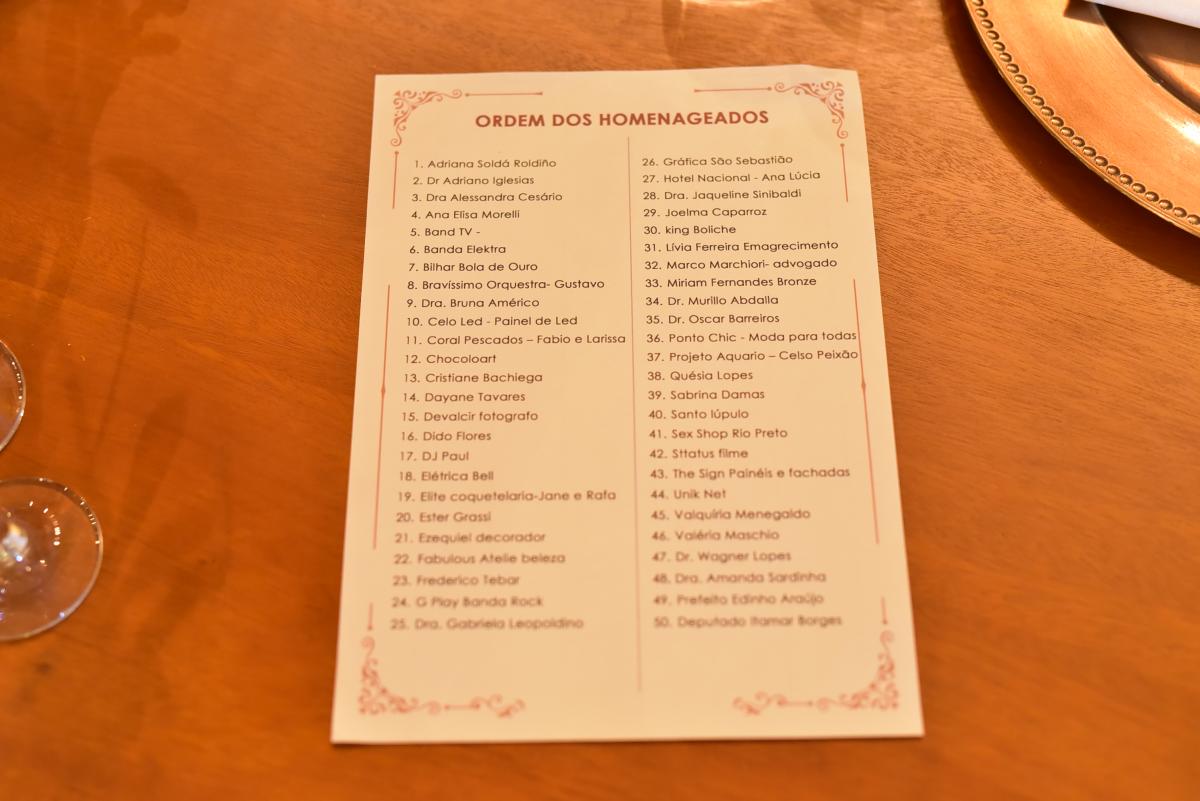 ORDEM DOS HOMENAGEADOS
1. Adriana Soldá Roldiño
2. Dr Adriano Iglesias
3. Dra Alessandra Cesário
4. Ana Elisa Morelli
5. Band TV -
6. Banda Elektra
7. Bilhar Bola de Ouro
8. Bravíssimo Orquestra- Gustavo
9. Dra. Bruna Américo
10. Celo Led - Painel de Led
11. Coral Pescados – Fabio e Larissa
12. Chocoloart
13. Cristiane Bachiega
14. Dayane Tavares
15. Devalcir fotografo
16. Dido Flores
17. DJ Paul
18. Elétrica Bell
19. Elite coquetelaria-Jane e Rafa
20. Ester Grassi
21. Ezequiel decorador
22. Fabulous Atelie beleza
23. Frederico Tebar
24. G Play Banda Rock
25. Dra. Gabriela Leopoldino
26. Gráfica São Sebastião
27. Hotel Nacional - Ana Lúcia
28. Dra. Jaqueline Sinibaldi
29. Joelma Caparroz
30. king Boliche
31. Lívia Ferreira Emagrecimento
32. Marco Marchiori- advogado
33. Miriam Fernandes Bronze
34. Dr. Murillo Abdalla
35. Dr. Oscar Barreiros
36. Ponto Chic - Moda para todas
37. Projeto Aquario – Celso Peixão
38. Quésia Lopes
39. Sabrina Damas
40. Santo lúpulo
41. Sex Shop Rio Preto
42. Sttatus filme
43. The Sign Painéis e fachadas
44. Unik Net
45. Valquíria Menegaldo
46. Valéria Maschio
47. Dr. Wagner Lopes
48. Dra. Amanda Sardinha
49. Prefeito Edinho Araújo
50. Deputado Itamar Borges